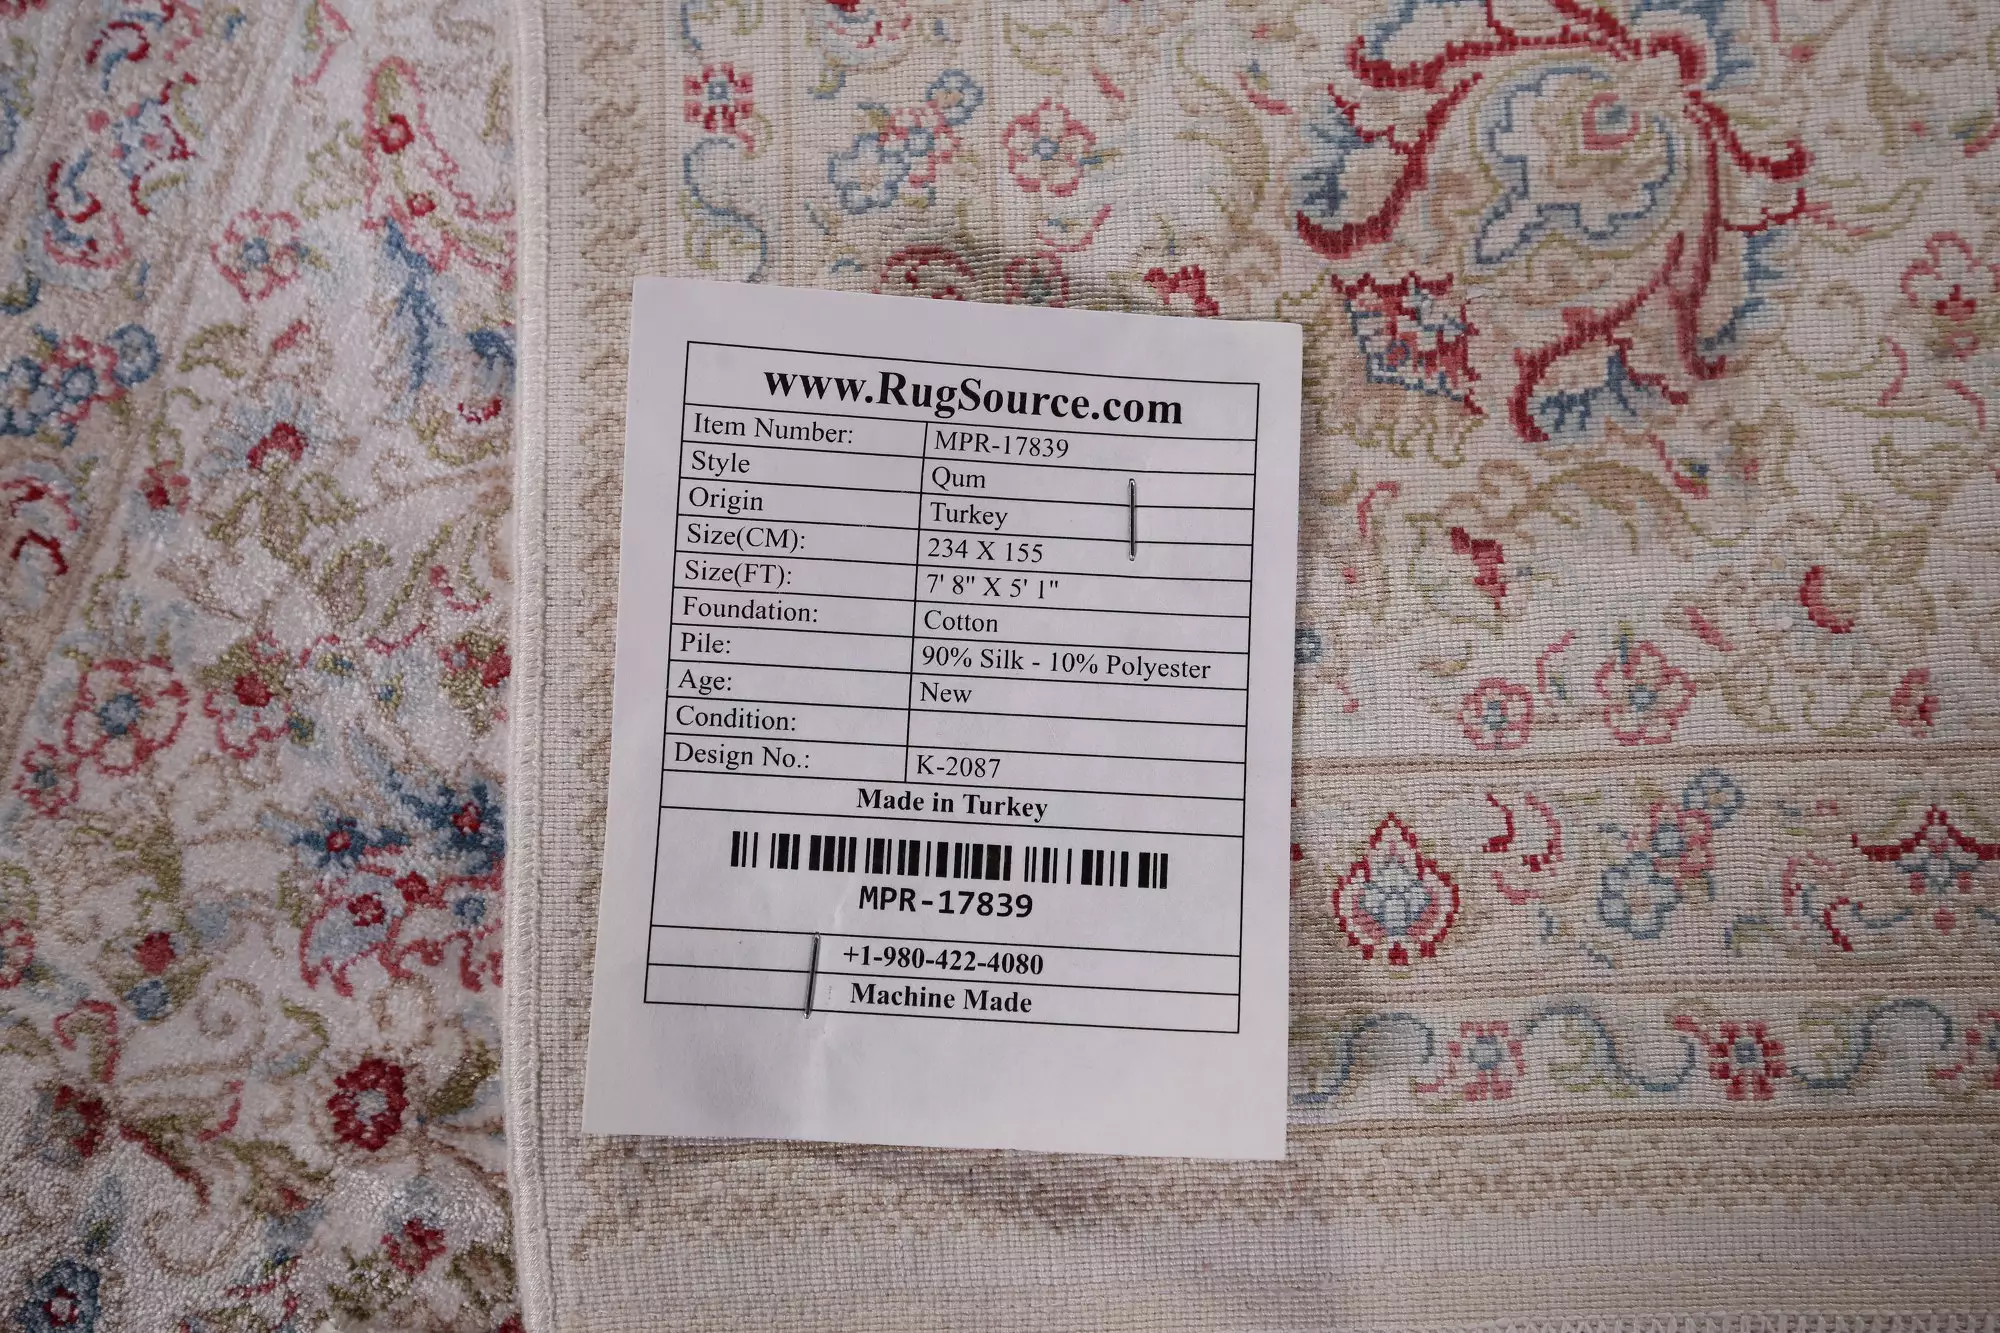 www.RugSource.com
Item Number: MPR-17839
Style Qum
Origin Turkey
Size(CM): 234 X 155
Size(FT): 7' 8" X 5' 1"
Foundation: Cotton
Pile: 90% Silk - 10% Polyester
Age: New
Condition:
Design No.: K-2087
Made in Turkey
MPR-17839
+1-980-422-4080
Machine Made